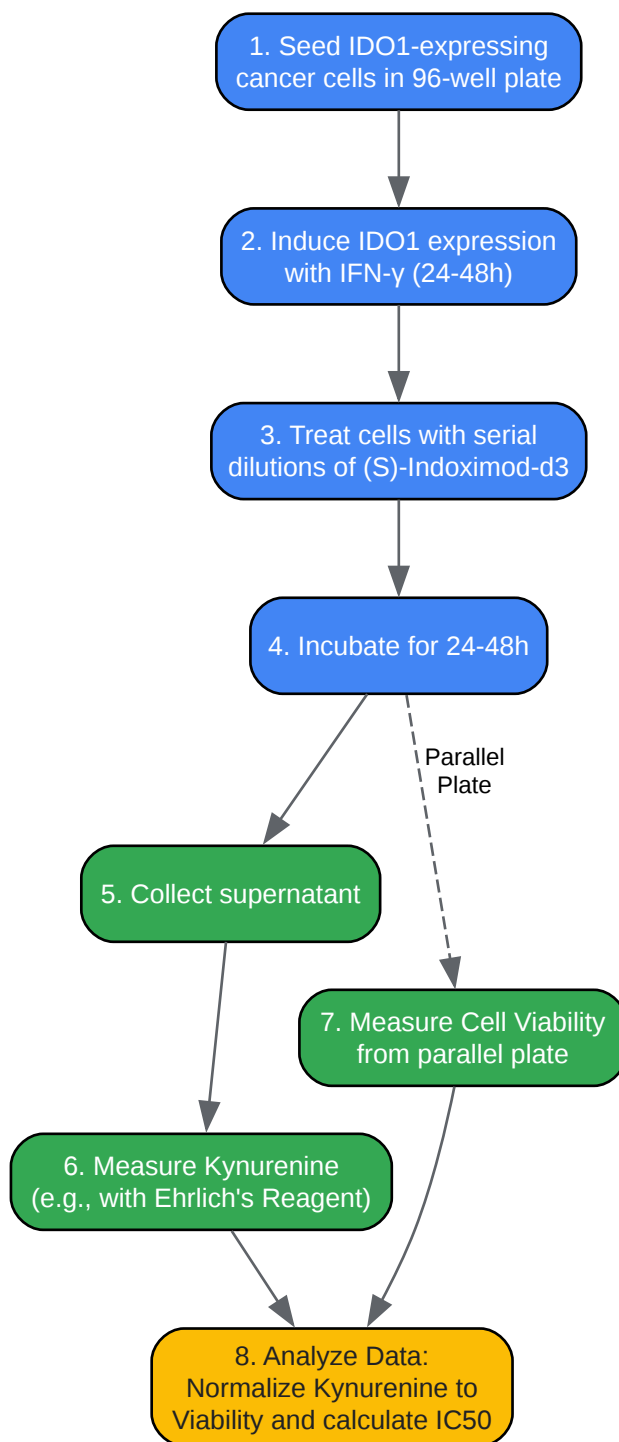 1. Seed IDO1-expressing
cancer cells in 96-well plate
2. Induce IDO1 expression
with IFN-γ (24-48h)
3. Treat cells with serial
dilutions of (S)-Indoximod-d3
4. Incubate for 24-48h
Parallel
Plate
5. Collect supernatant
7. Measure Cell Viability
from parallel plate
6. Measure Kynurenine
(e.g., with Ehrlich's Reagent)
8. Analyze Data:
Normalize Kynurenine to
Viability and calculate IC50